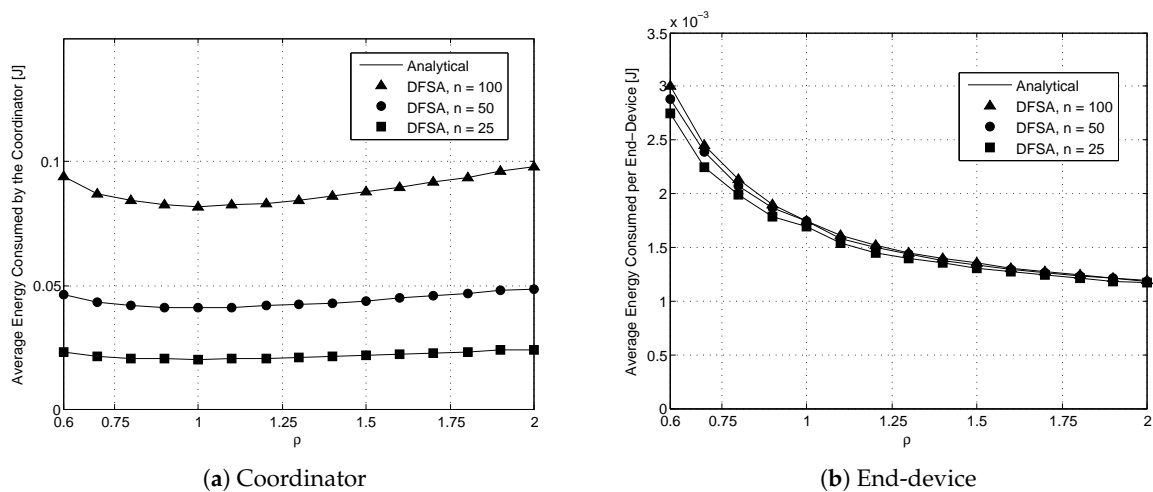 Average Energy Consumed by the Coordinator [J]
0.1
0.05
0
0.6 0.75 1 1.25 1.5 1.75 2
ρ
Analytical
DFSA, n = 100
DFSA, n = 50
DFSA, n = 25
(a) Coordinator
x 10⁻³
Average Energy Consumed per End−Device [J]
3.5
3
2.5
2
1.5
1
0.5
0
0.6 0.75 1 1.25 1.5 1.75 2
ρ
Analytical
DFSA, n = 100
DFSA, n = 50
DFSA, n = 25
(b) End-device